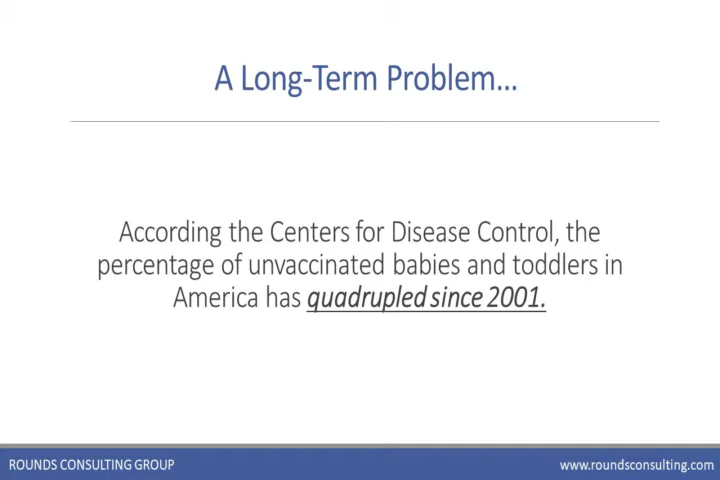 A Long-Term Problem...
According the Centers for Disease Control, the
percentage of unvaccinated babies and toddlers in
America has quadrupled since 2001.
ROUNDS CONSULTING GROUP
www.roundsconsulting.com